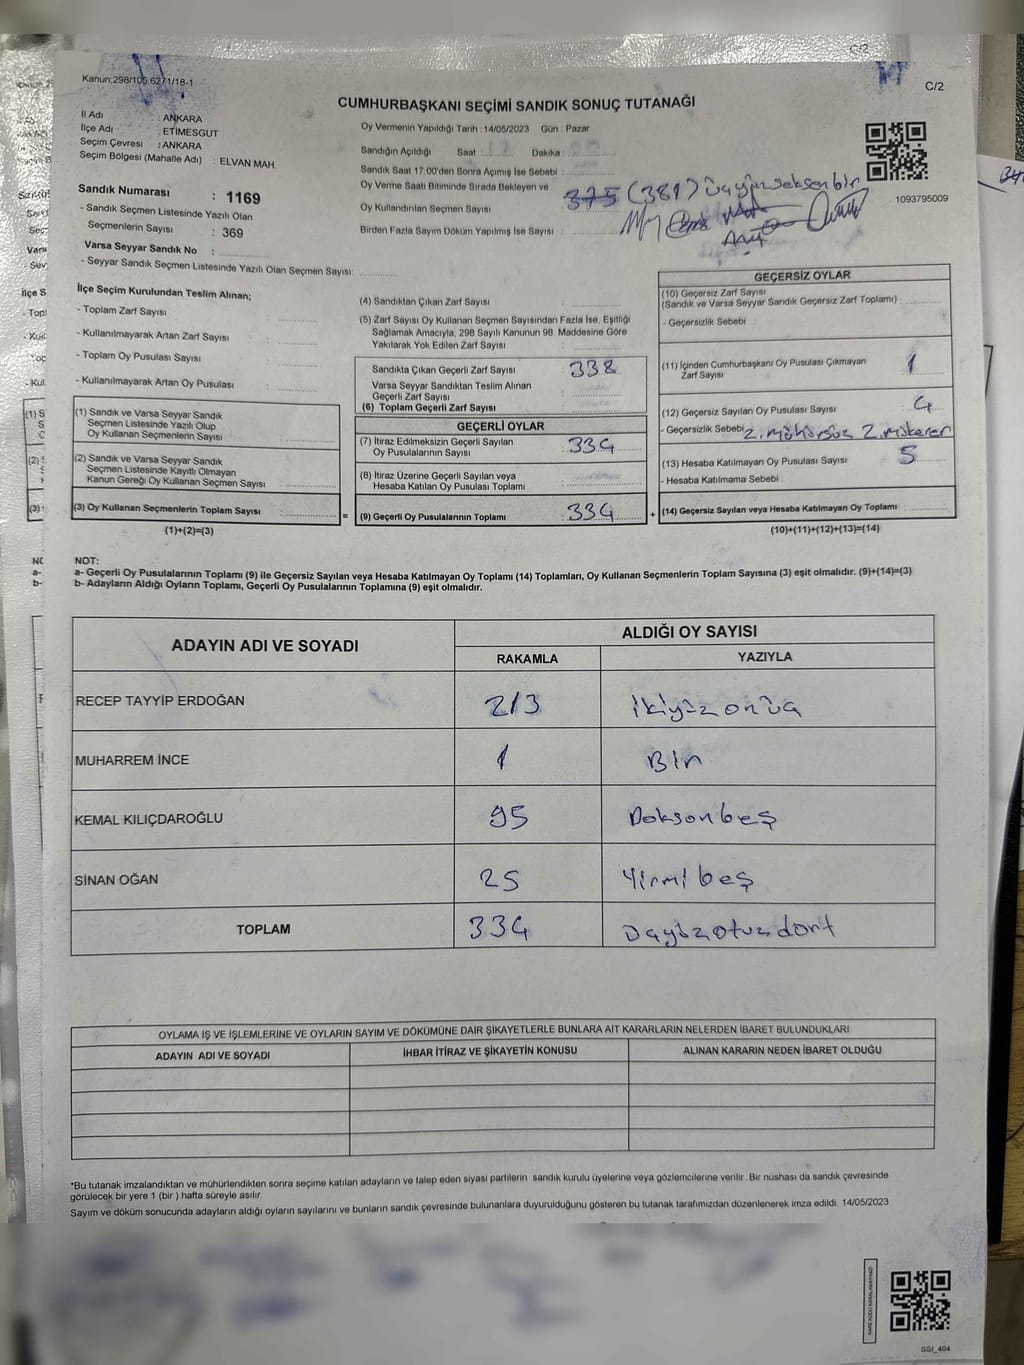 Kanun:298/105,6271/18-1
C/2
CUMHURBAŞKANI SEÇİMİ SANDIK SONUÇ TUTANAĞI
İl Adı : ANKARA
İlçe Adı : ETİMESGUT
Seçim Çevresi : ANKARA
Seçim Bölgesi (Mahalle Adı) : ELVAN MAH.
Sandık Numarası : 1169
- Sandık Seçmen Listesinde Yazılı Olan
Seçmenlerin Sayısı : 369
Varsa Seyyar Sandık No :
- Seyyar Sandık Seçmen Listesinde Yazılı Olan Seçmen Sayısı:
Oy Vermenin Yapıldığı Tarih : 14/05/2023 Gün : Pazar
Sandığın Açıldığı Saat : Dakika :
Sandık Saat 17:00'den Sonra Açımış İse Sebebi :
Oy Verme Saati Bitiminde Sırada Bekleyen ve
Oy Kullandırılan Seçmen Sayısı
375 (381) üçyüzseksenbir
Birden Fazla Sayım Döküm Yapılmış İse Sayısı :
1093795009
İlçe Seçim Kurulundan Teslim Alınan;
- Toplam Zarf Sayısı :
- Kullanılmayarak Artan Zarf Sayısı :
- Toplam Oy Pusulası Sayısı :
- Kullanılmayarak Artan Oy Pusulası :
(1) Sandık ve Varsa Seyyar Sandık
Seçmen Listesinde Yazılı Olup
Oy Kullanan Seçmenlerin Sayısı :
(2) Sandık ve Varsa Seyyar Sandık
Seçmen Listesinde Kayıtlı Olmayan
Kanun Gereği Oy Kullanan Seçmen Sayısı :
(3) Oy Kullanan Seçmenlerin Toplam Sayısı :
(1)+(2)=(3)
=
(4) Sandıktan Çıkan Zarf Sayısı :
(5) Zarf Sayısı Oy Kullanan Seçmen Sayısından Fazla İse, Eşitliği
Sağlamak Amacıyla, 298 Sayılı Kanunun 98. Maddesine Göre
Yakılarak Yok Edilen Zarf Sayısı :
Sandıkta Çıkan Geçerli Zarf Sayısı : 338
Varsa Seyyar Sandıktan Teslim Alınan
Geçerli Zarf Sayısı :
(6) Toplam Geçerli Zarf Sayısı :
GEÇERLİ OYLAR
(7) İtiraz Edilmeksizin Geçerli Sayılan
Oy Pusulalarının Sayısı : 334
(8) İtiraz Üzerine Geçerli Sayılan veya
Hesaba Katılan Oy Pusulası Toplamı :
(9) Geçerli Oy Pusulalarının Toplamı : 334
+
GEÇERSİZ OYLAR
(10) Geçersiz Zarf Sayısı
(Sandık ve Varsa Seyyar Sandık Geçersiz Zarf Toplamı) :
- Geçersizlik Sebebi :
(11) İçinden Cumhurbaşkanı Oy Pusulası Çıkmayan
Zarf Sayısı : 1
(12) Geçersiz Sayılan Oy Pusulası Sayısı : 4
- Geçersizlik Sebebi : 2. mühürsüz 2. mükerer
(13) Hesaba Katılmayan Oy Pusulası Sayısı : 5
- Hesaba Katılmama Sebebi :
(14) Geçersiz Sayılan veya Hesaba Katılmayan Oy Toplamı :
(10)+(11)+(12)+(13)=(14)
NOT:
a- Geçerli Oy Pusulalarının Toplamı (9) ile Geçersiz Sayılan veya Hesaba Katılmayan Oy Toplamı (14) Toplamları, Oy Kullanan Seçmenlerin Toplam Sayısına (3) eşit olmalıdır. (9)+(14)=(3)
b- Adayların Aldığı Oyların Toplamı, Geçerli Oy Pusulalarının Toplamına (9) eşit olmalıdır.
ADAYIN ADI VE SOYADI
ALDIĞI OY SAYISI
RAKAMLA YAZIYLA
RECEP TAYYİP ERDOĞAN 213 ikiyüzonüç
MUHARREM İNCE 1 Bir
KEMAL KILIÇDAROĞLU 95 Doksanbeş
SİNAN OĞAN 25 Yirmibeş
TOPLAM 334 üçyüzotuzdört
OYLAMA İŞ VE İŞLEMLERİNE VE OYLARIN SAYIM VE DÖKÜMÜNE DAİR ŞİKAYETLERLE BUNLARA AİT KARARLARIN NELERDEN İBARET BULUNDUKLARI
ADAYIN ADI VE SOYADI İHBAR İTİRAZ VE ŞİKAYETİN KONUSU ALINAN KARARIN NEDEN İBARET OLDUĞU
*Bu tutanak imzalandıktan ve mühürlendikten sonra seçime katılan adayların ve talep eden siyasi partilerin sandık kurulu üyelerine veya gözlemcilerine verilir. Bir nüshası da sandık çevresinde
görülecek bir yere 1 (bir ) hafta süreyle asılır.
Sayım ve döküm sonucunda adayların aldığı oyların sayılarını ve bunların sandık çevresinde bulunanlara duyurulduğunu gösteren bu tutanak tarafımızdan düzenlenerek imza edildi. 14/05/2023
KARE KODU KARALAMAYINIZ!
SSI_404